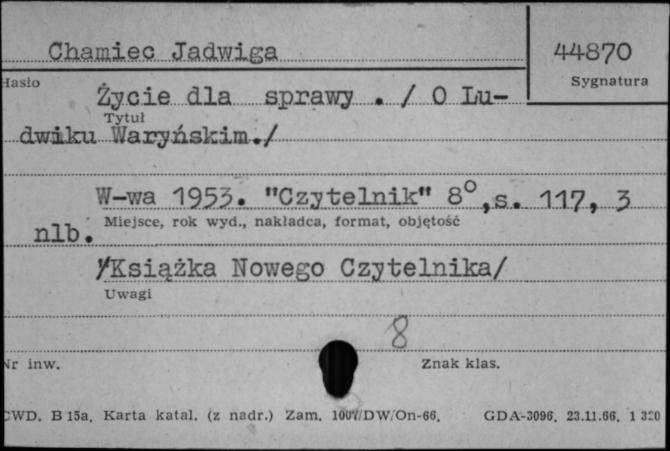 Chamiec Jadwiga
44870
Hasło
Sygnatura
Życie dla sprawy . / O Lu-
Tytuł
dwiku Waryńskim./
W-wa 1953. "Czytelnik" 8°,s. 117, 3
Miejsce, rok wyd., nakładca, format, objętość
nlb.
/Książka Nowego Czytelnika/
Uwagi
8
Nr inw.
Znak klas.
CWD. B 15a. Karta katal. (z nadr.) Zam. 1007/DW/On-66. GDA-3096. 23.11.66. 1 320